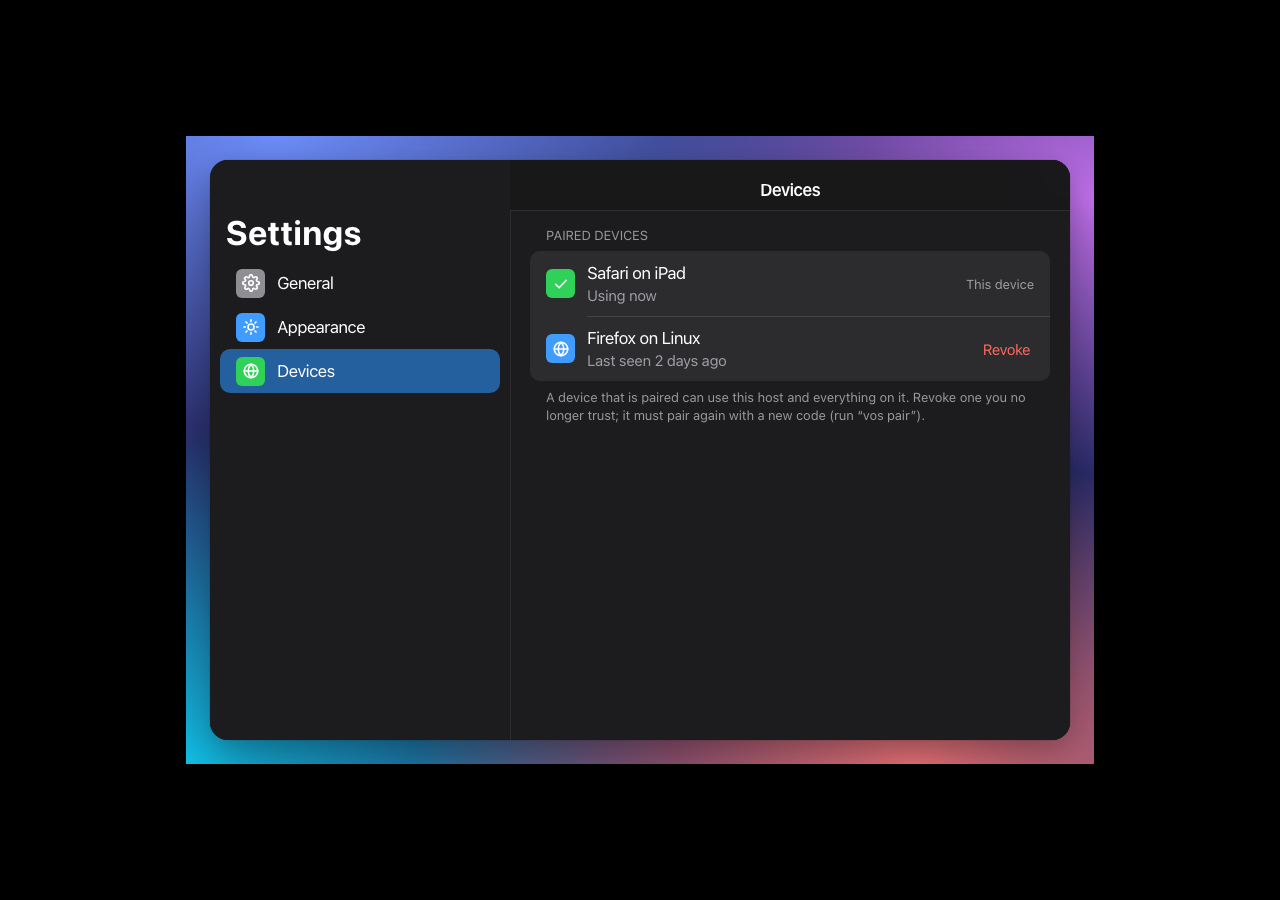 Settings
General
Appearance
Devices
Devices
PAIRED DEVICES
Safari on iPad
Using now
This device
Firefox on Linux
Last seen 2 days ago
Revoke
A device that is paired can use this host and everything on it. Revoke one you no
longer trust; it must pair again with a new code (run “vos pair”).